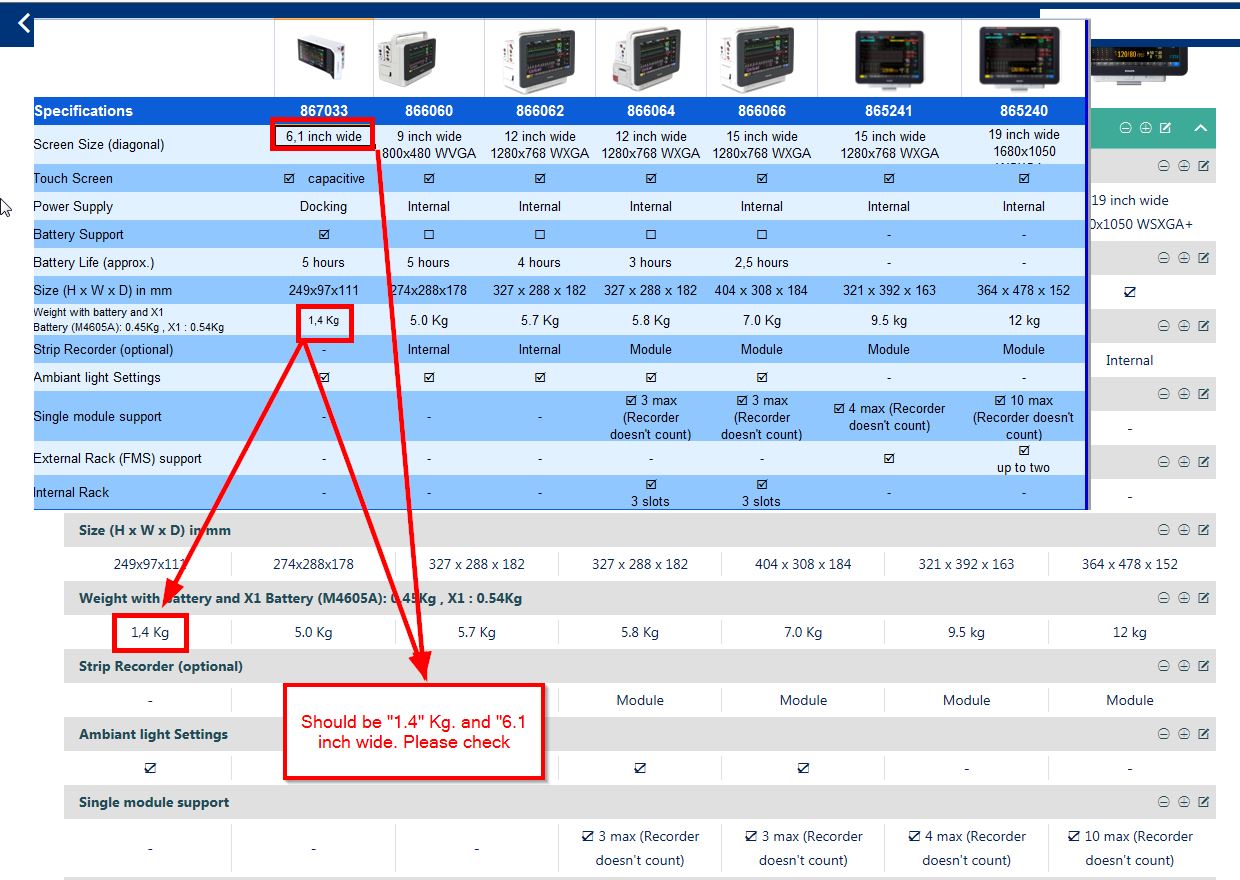 Specifications 867033 866060 866062 866064 866066 865241 865240
Screen Size (diagonal) 6,1 inch wide 9 inch wide 800x480 WVGA 12 inch wide 1280x768 WXGA 12 inch wide 1280x768 WXGA 15 inch wide 1280x768 WXGA 15 inch wide 1280x768 WXGA 19 inch wide 1680x1050
Touch Screen ☑ capacitive ☑ ☑ ☑ ☑ ☑ ☑
Power Supply Docking Internal Internal Internal Internal Internal Internal
Battery Support ☑ ☐ ☐ ☐ ☐ - -
Battery Life (approx.) 5 hours 5 hours 4 hours 3 hours 2,5 hours - -
Size (H x W x D) in mm 249x97x111 274x288x178 327 x 288 x 182 327 x 288 x 182 404 x 308 x 184 321 x 392 x 163 364 x 478 x 152
Weight with battery and X1
Battery (M4605A): 0.45Kg , X1 : 0.54Kg 1,4 Kg 5.0 Kg 5.7 Kg 5.8 Kg 7.0 Kg 9.5 kg 12 kg
Strip Recorder (optional) - Internal Internal Module Module Module Module
Ambiant light Settings ☑ ☑ ☑ ☑ ☑ - -
Single module support - - - ☑ 3 max (Recorder doesn't count) ☑ 3 max (Recorder doesn't count) ☑ 4 max (Recorder doesn't count) ☑ 10 max (Recorder doesn't count)
External Rack (FMS) support - - - - - ☑ ☑ up to two
Internal Rack - - - ☑ 3 slots ☑ 3 slots - -
120/80
19 inch wide
0x1050 WSXGA+
☑
Internal
-
-
Size (H x W x D) in mm
249x97x111 274x288x178 327 x 288 x 182 327 x 288 x 182 404 x 308 x 184 321 x 392 x 163 364 x 478 x 152
Weight with battery and X1 Battery (M4605A): 0.45Kg , X1 : 0.54Kg
1,4 Kg 5.0 Kg 5.7 Kg 5.8 Kg 7.0 Kg 9.5 kg 12 kg
Strip Recorder (optional)
- Module Module Module Module
Should be "1.4" Kg. and "6.1
inch wide. Please check
Ambiant light Settings
☑ ☑ ☑ - -
Single module support
- - - ☑ 3 max (Recorder ☑ 3 max (Recorder ☑ 4 max (Recorder ☑ 10 max (Recorder
doesn't count) doesn't count) doesn't count) doesn't count)